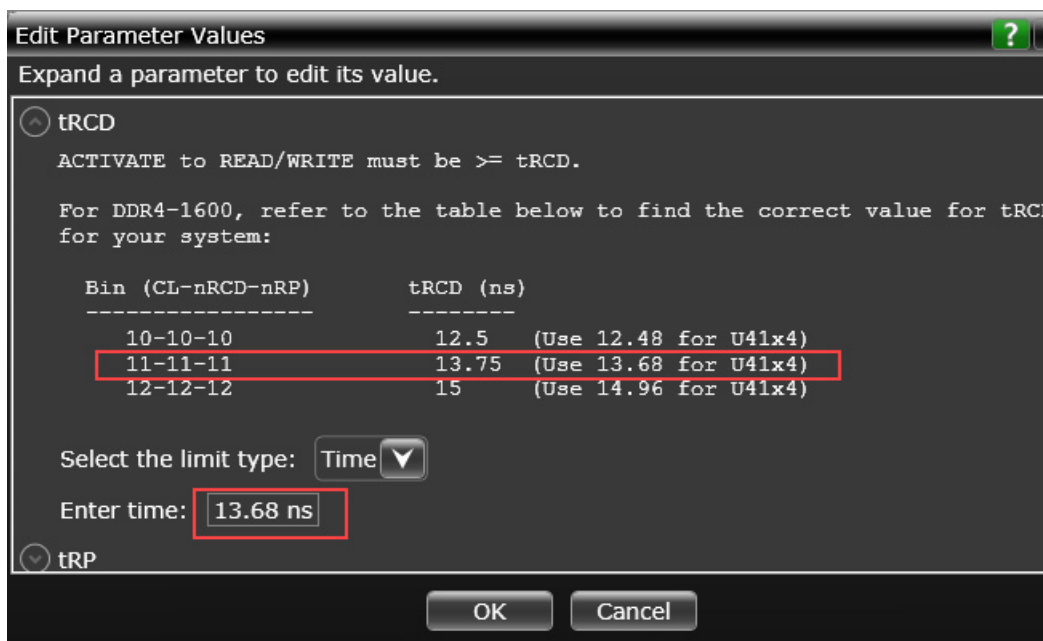 Edit Parameter Values ?
Expand a parameter to edit its value.
tRCD
ACTIVATE to READ/WRITE must be >= tRCD.
For DDR4-1600, refer to the table below to find the correct value for tRC
for your system:
Bin (CL-nRCD-nRP) tRCD (ns)
----------------- --------
10-10-10 12.5 (Use 12.48 for U41x4)
11-11-11 13.75 (Use 13.68 for U41x4)
12-12-12 15 (Use 14.96 for U41x4)
Select the limit type: Time
Enter time: 13.68 ns
tRP
OK Cancel